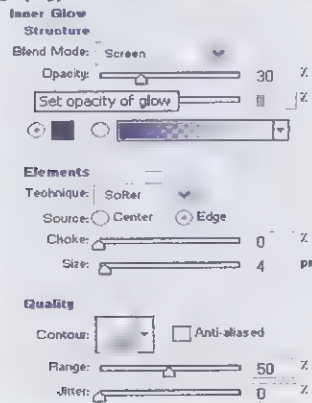 Inner Glow
Structure
Blend Mode: Screen
Opacity: 30 %
Set opacity of glow %
Elements
Technique: Softer
Source: Center Edge
Choke: 0 %
Size: 4 px
Quality
Contour: Anti-aliased
Range: 50 %
Jitter: 0 %